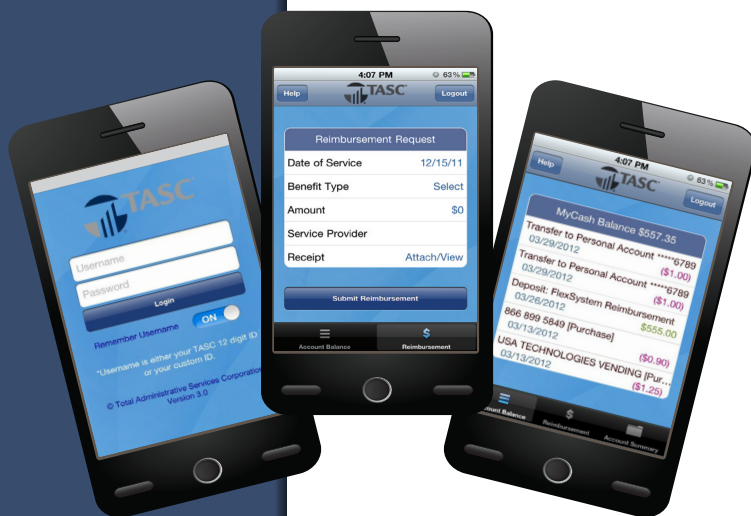 TASC
Username
Password
Login
Remember Username ON
*Username is either your TASC 12 digit ID
or your custom ID.
© Total Administrative Services Corporation
Version 3.0
4:07 PM 63%
Help TASC Logout
Reimbursement Request
Date of Service 12/15/11
Benefit Type Select
Amount $0
Service Provider
Receipt Attach/View
Submit Reimbursement
Account Balance Reimbursement
4:07 PM 63%
Help TASC Logout
MyCash Balance $557.35
Transfer to Personal Account *****6789
03/29/2012 ($1.00)
Transfer to Personal Account *****6789
03/29/2012 ($1.00)
Deposit: FlexSystem Reimbursement
03/26/2012 $555.00
866 899 5849 [Purchase]
03/13/2012 ($0.90)
USA TECHNOLOGIES VENDING [Pur...
03/13/2012 ($1.25)
Account Balance Reimbursement Account Summary